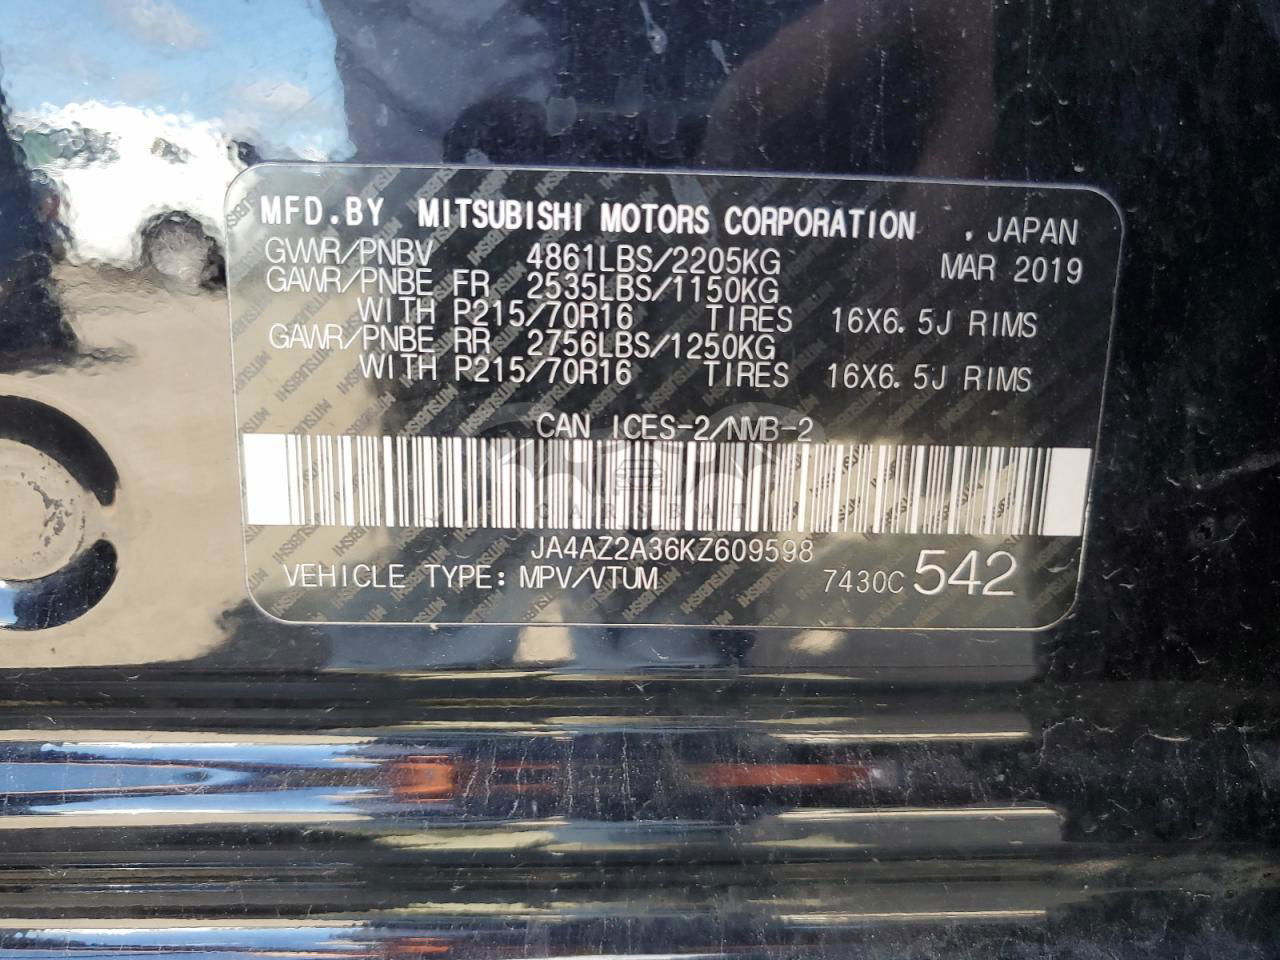 MFD.BY MITSUBISHI MOTORS CORPORATION . JAPAN
GWWR/PNBV 4861LBS/2205KG MAR 2019
GAWR/PNBE FR 2535LBS/1150KG
WITH P215/70R16 TIRES 16X6.5J RIMS
GAWR/PNBE RR 2756LBS/1250KG
WITH P215/70R16 TIRES 16X6.5J RIMS
CAN ICES-2/NMB-2
JA4AZ2A36KZ609598
VEHICLE TYPE: MPV/VTUM 7430C 542